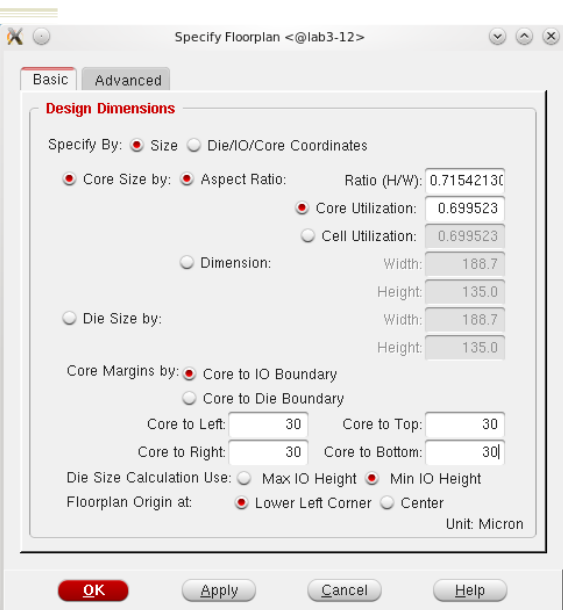 Specify Floorplan <@lab3-12>
Basic Advanced
Design Dimensions
Specify By: Size Die/IO/Core Coordinates
Core Size by: Aspect Ratio: Ratio (H/W): 0.71542130
Core Utilization: 0.699523
Cell Utilization: 0.699523
Dimension: Width: 188.7
Height: 135.0
Die Size by: Width: 188.7
Height: 135.0
Core Margins by: Core to IO Boundary
Core to Die Boundary
Core to Left: 30 Core to Top: 30
Core to Right: 30 Core to Bottom: 30
Die Size Calculation Use: Max IO Height Min IO Height
Floorplan Origin at: Lower Left Corner Center
Unit: Micron
OK Apply Cancel Help